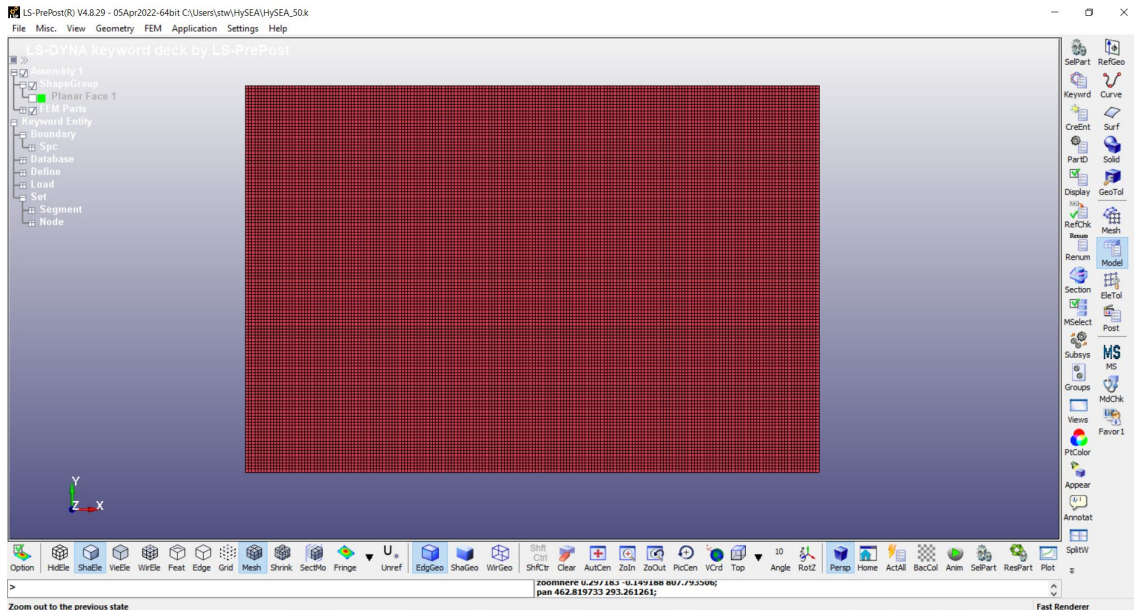 LS-PrePost(R) V4.8.29 - 05Apr2022-64bit C:\Users\stw\HySEA\HySEA_50.k
File Misc. View Geometry FEM Application Settings Help
LS-DYNA keyword deck by LS-PrePost
Assembly 1
ShapeGroup
Planar Face 1
FEM Parts
Keyword Entity
Boundary
Spc
Database
Define
Load
Set
Segment
Node
Y
Z X
SelPart RefGeo
Keywrd Curve
CreEnt Surf
PartD Solid
Display GeoTol
RefChk Mesh
Renum
Renum Model
Section EleTol
MSelect Post
Subsys MS
MS
Groups MdChk
Views Favor1
PtColor
Appear
Annotat
SplitW
Option HidEle ShaEle VieEle WirEle Feat Edge Grid Mesh Shrink SectMo Fringe U. Unref EdgGeo ShaGeo WirGeo Shft Ctrl ShfCtr Clear AutCen ZoIn ZoOut PicCen VCrd Top 10 Angle RotZ Persp Home ActAll BacCol Anim SelPart ResPart Plot
>
zoomhere 0.297183 -0.149188 807.793506;
pan 462.819733 293.261261;
Zoom out to the previous state Fast Renderer